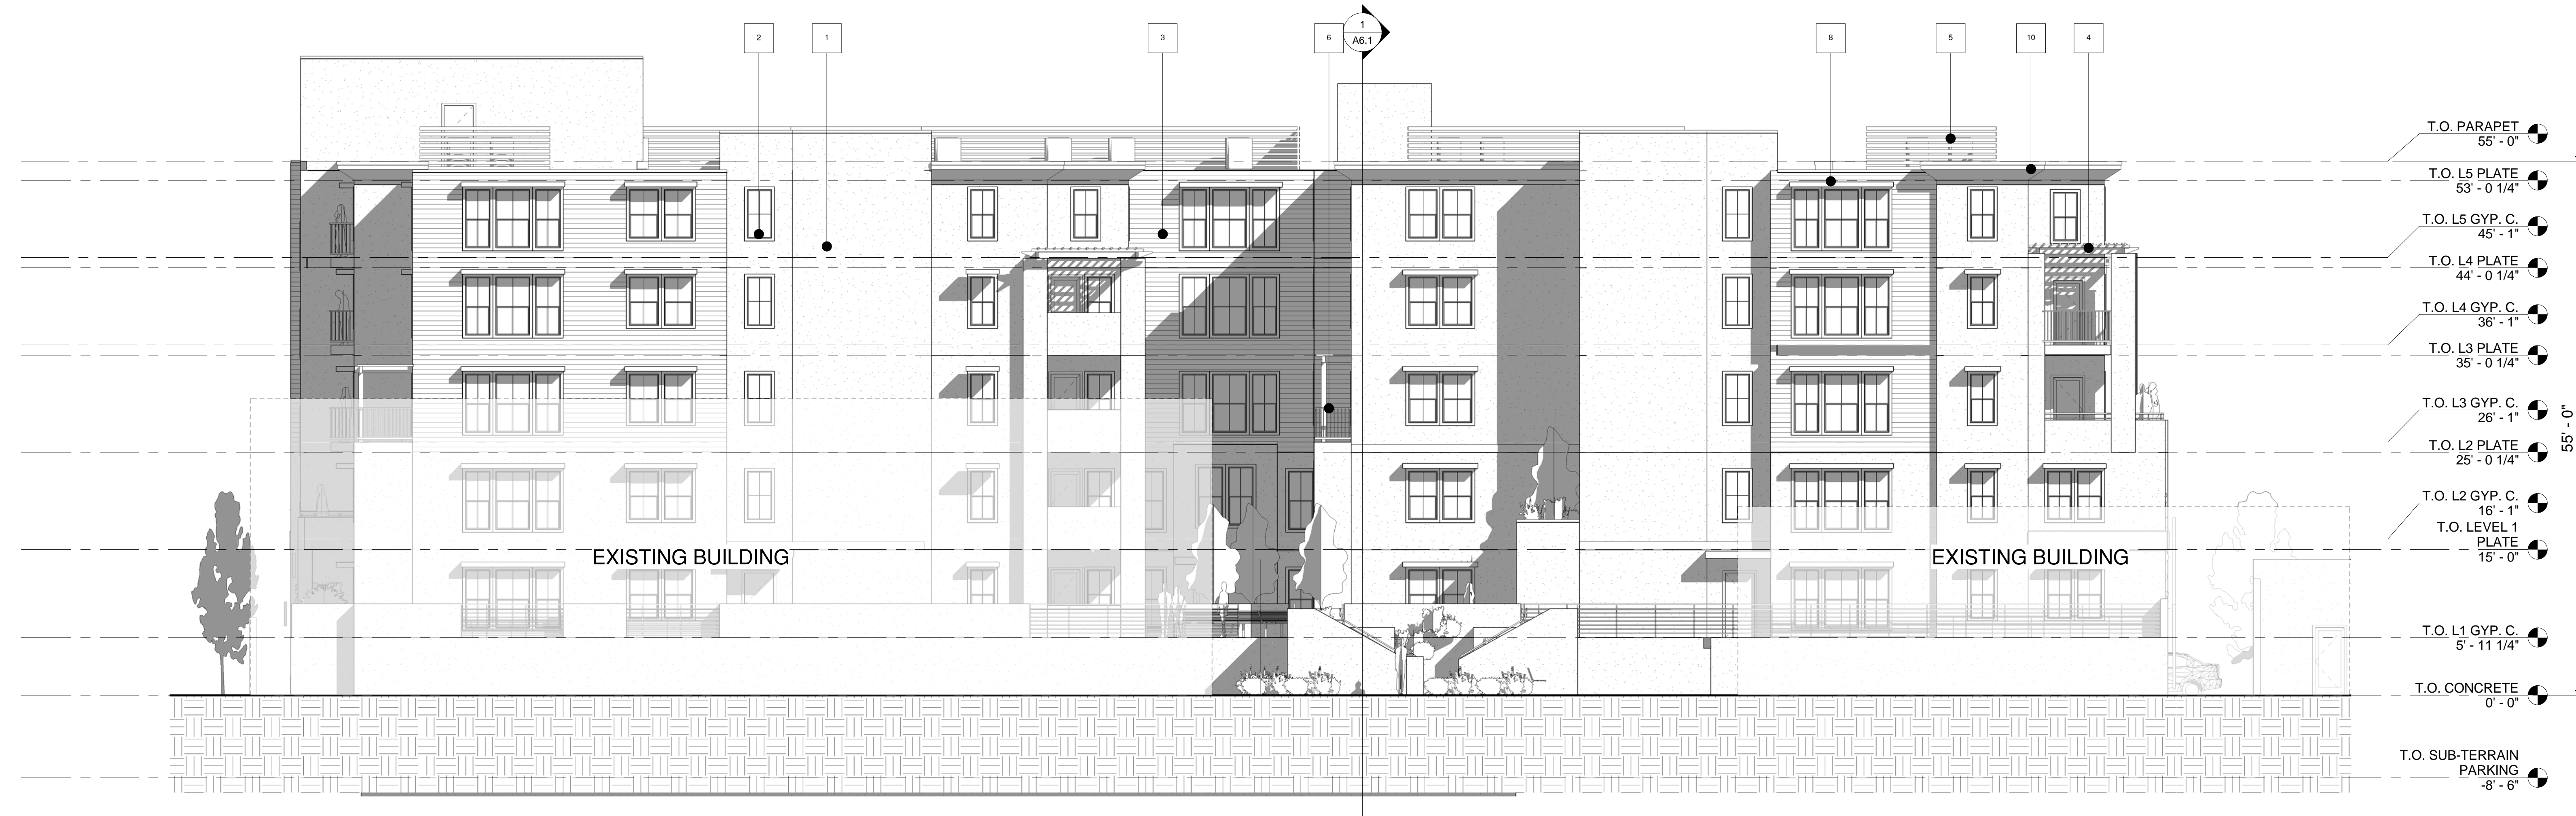 1
A6.1
2
1
3
6
8
5
10
4
T.O. PARAPET
55' - 0"
T.O. L5 PLATE
53' - 0 1/4"
T.O. L5 GYP. C.
45' - 1"
T.O. L4 PLATE
44' - 0 1/4"
T.O. L4 GYP. C.
36' - 1"
T.O. L3 PLATE
35' - 0 1/4"
T.O. L3 GYP. C.
26' - 1"
55' - 0"
T.O. L2 PLATE
25' - 0 1/4"
T.O. L2 GYP. C.
16' - 1"
T.O. LEVEL 1
PLATE
15' - 0"
EXISTING BUILDING
EXISTING BUILDING
T.O. L1 GYP. C.
5' - 11 1/4"
T.O. CONCRETE
0' - 0"
T.O. SUB-TERRAIN
PARKING
-8' - 6"